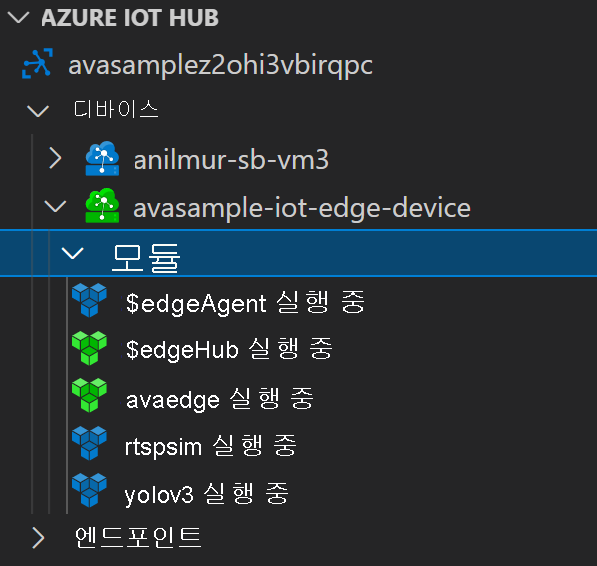 AZURE IOT HUB
avasamplez2ohi3vbirqpc
디바이스
anilmur-sb-vm3
avasample-iot-edge-device
모듈
$edgeAgent 실행 중
$edgeHub 실행 중
avaedge 실행 중
rtspsim 실행 중
yolov3 실행 중
엔드포인트